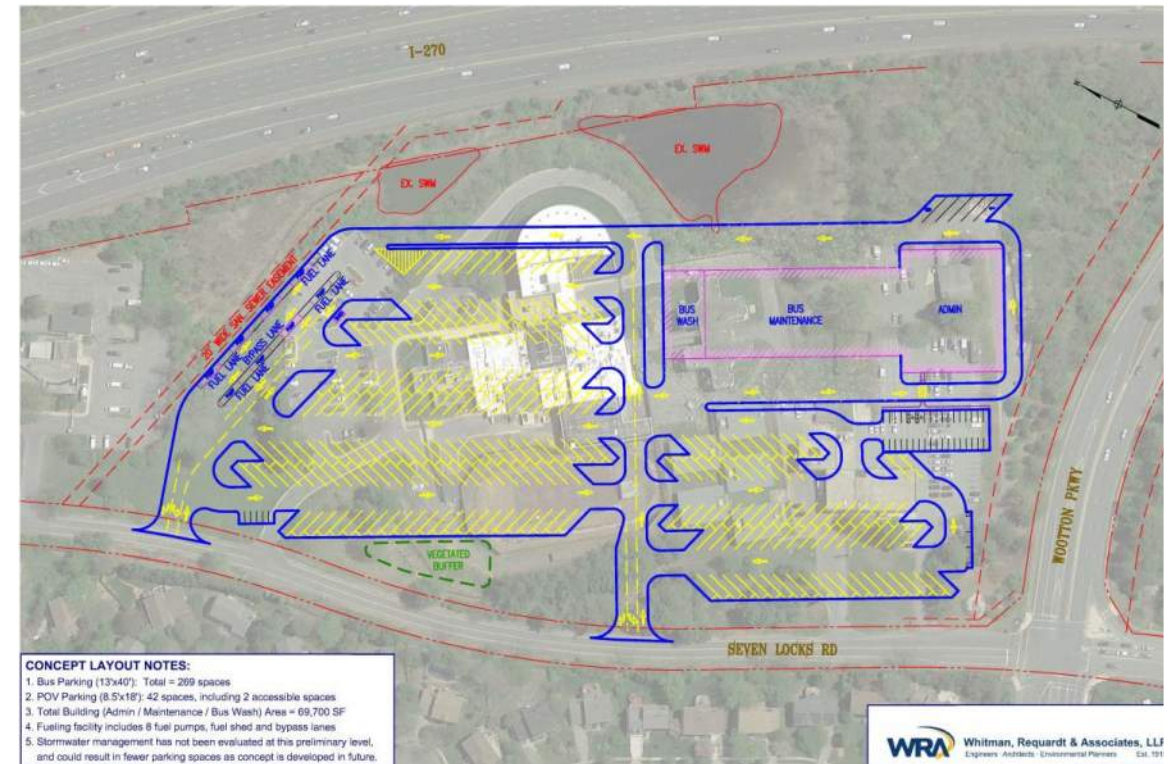 I-270
EX. SWM
EX. SWM
20' WIDE SAN. SEWER EASEMENT
FUEL LANE
FUEL LANE
BYPASS LANE
FUEL LANE
FUEL LANE
BUS
WASH
BUS
MAINTENANCE
ADMIN
WOOTTON PKWY
VEGETATED
BUFFER
SEVEN LOCKS RD
CONCEPT LAYOUT NOTES:
1. Bus Parking (13'x40'): Total = 269 spaces
2. POV Parking (8.5'x18'): 42 spaces, including 2 accessible spaces
3. Total Building (Admin / Maintenance / Bus Wash) Area = 69,700 SF
4. Fueling facility includes 8 fuel pumps, fuel shed and bypass lanes
5. Stormwater management has not been evaluated at this preliminary level,
and could result in fewer parking spaces as concept is developed in future.
WRA
Whitman, Requardt & Associates, LLP
Engineers · Architects · Environmental Planners Est.